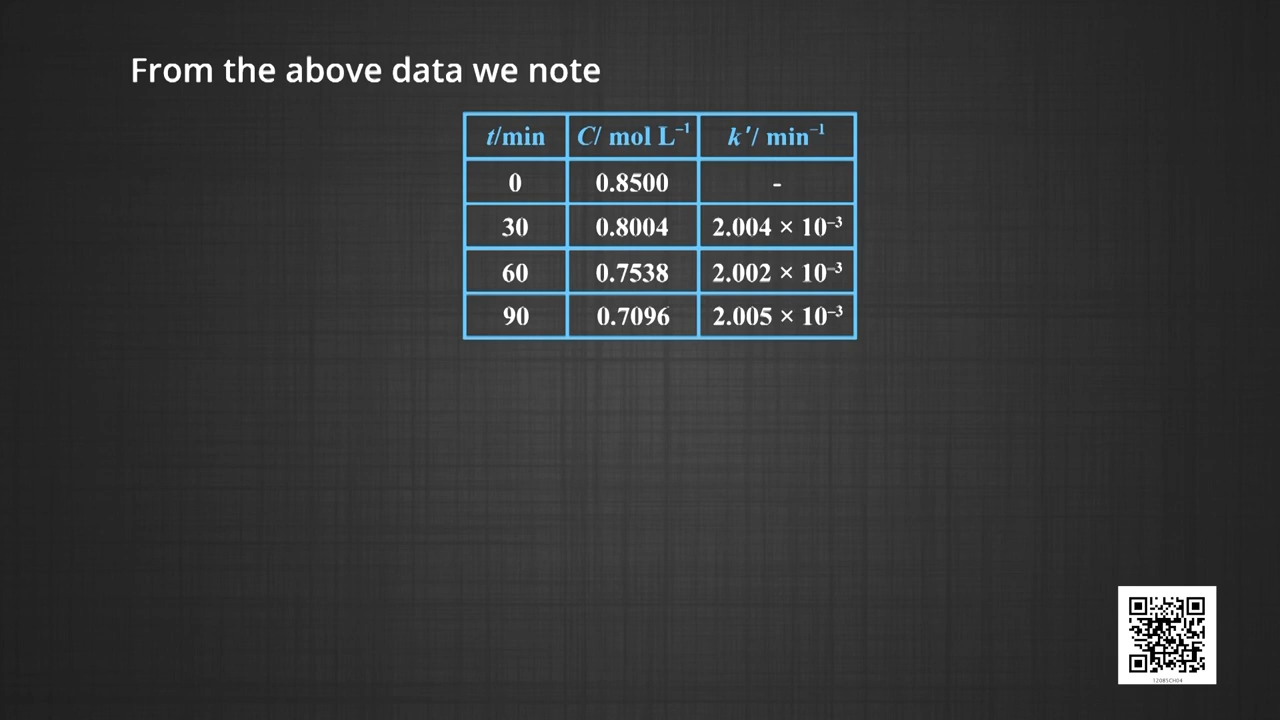 From the above data we note
t/min C/ mol L⁻¹ k′/ min⁻¹
0 0.8500 -
30 0.8004 2.004 × 10⁻³
60 0.7538 2.002 × 10⁻³
90 0.7096 2.005 × 10⁻³
12085CH04